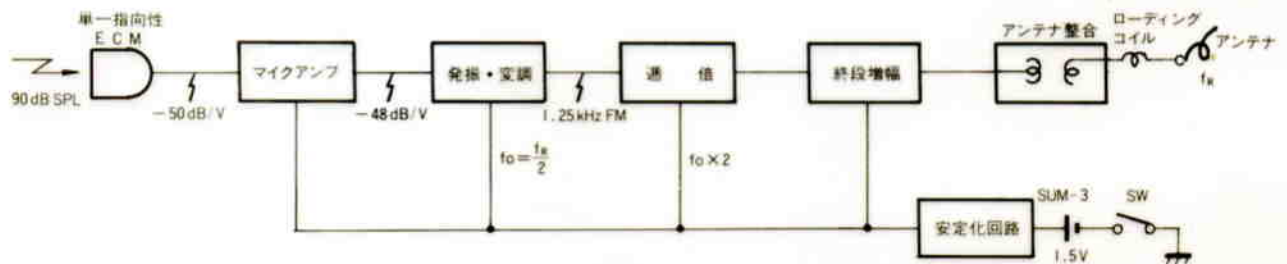 単一指向性
ECM
90dB SPL
−50dB/V
マイクアンプ
−48dB/V
発振・変調
1.25kHz FM
逓 倍
終段増幅
アンテナ整合
ローディング
コイル
アンテナ
fR
fo=fR/2
fo×2
安定化回路
SUM-3
1.5V
SW